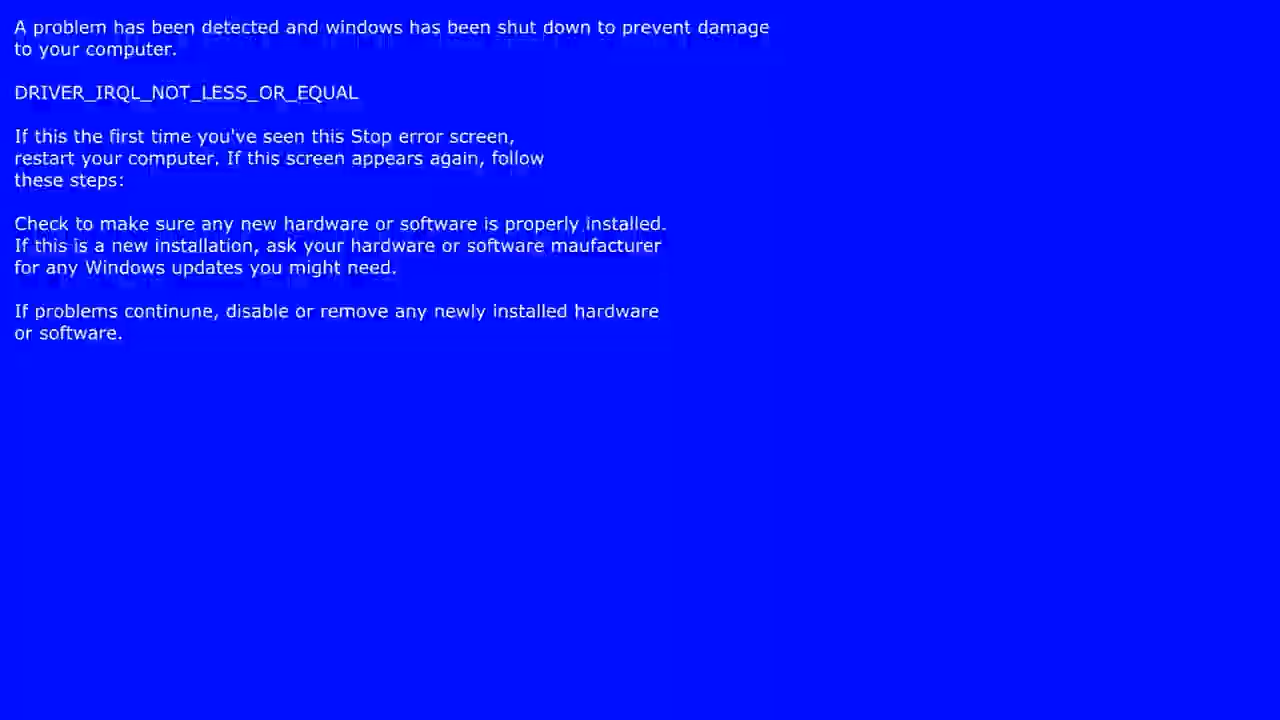 A problem has been detected and windows has been shut down to prevent damage
to your computer.
DRIVER_IRQL_NOT_LESS_OR_EQUAL
If this the first time you've seen this Stop error screen,
restart your computer. If this screen appears again, follow
these steps:
Check to make sure any new hardware or software is properly installed.
If this is a new installation, ask your hardware or software maufacturer
for any Windows updates you might need.
If problems continune, disable or remove any newly installed hardware
or software.